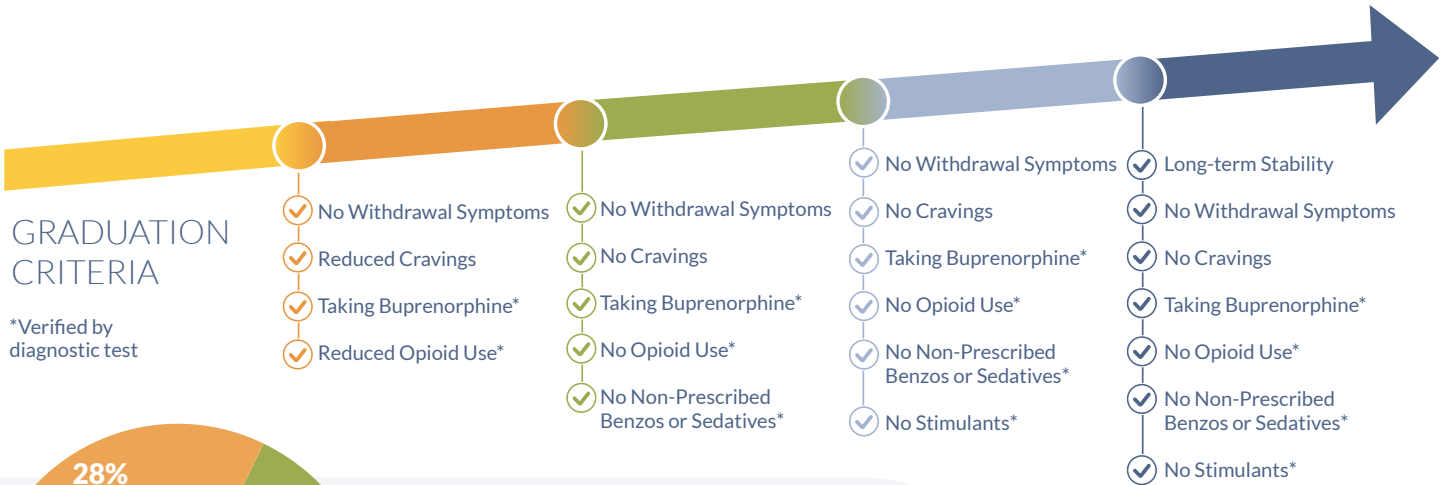 GRADUATION
CRITERIA
*Verified by
diagnostic test
No Withdrawal Symptoms
Reduced Cravings
Taking Buprenorphine*
Reduced Opioid Use*
No Withdrawal Symptoms
No Cravings
Taking Buprenorphine*
No Opioid Use*
No Non-Prescribed
Benzos or Sedatives*
No Withdrawal Symptoms
No Cravings
Taking Buprenorphine*
No Opioid Use*
No Non-Prescribed
Benzos or Sedatives*
No Stimulants*
Long-term Stability
No Withdrawal Symptoms
No Cravings
Taking Buprenorphine*
No Opioid Use*
No Non-Prescribed
Benzos or Sedatives*
No Stimulants*
28%